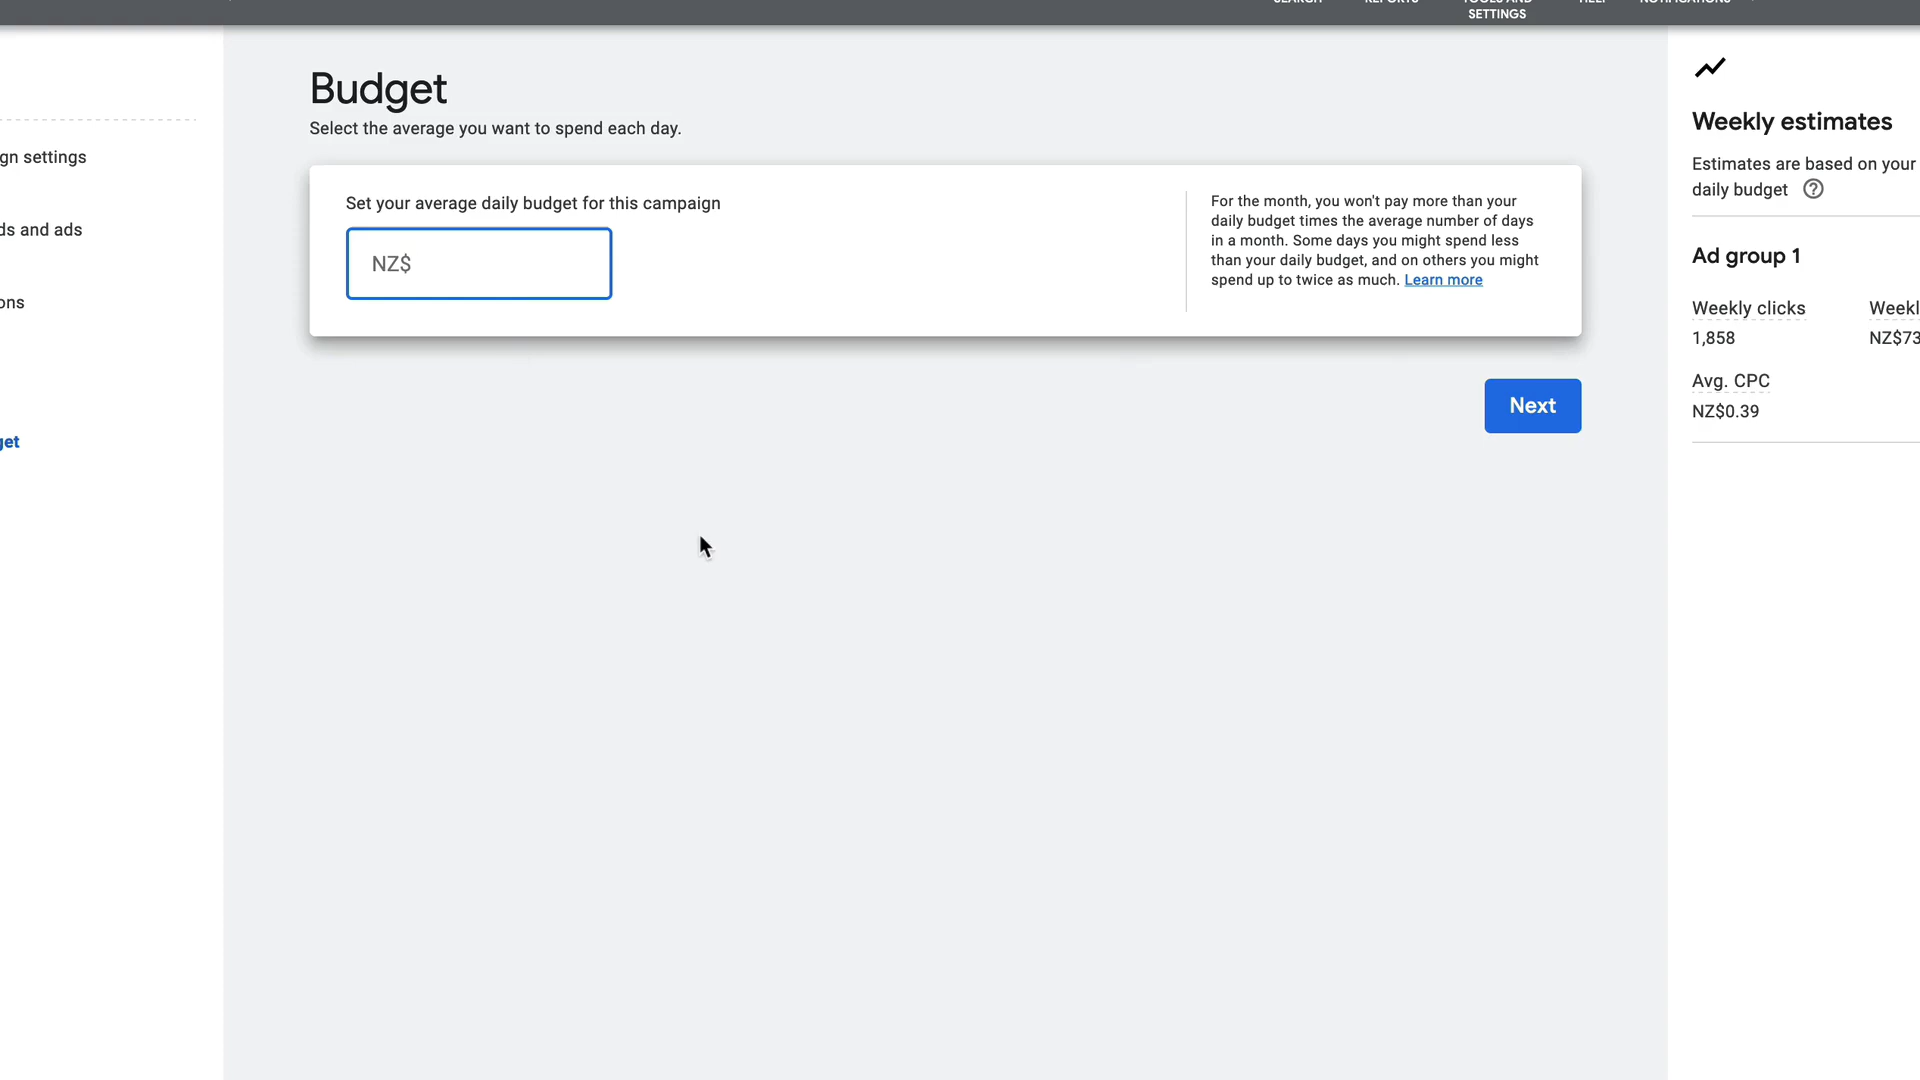 SETTINGS
Budget
Select the average you want to spend each day.
gn settings
ds and ads
ons
get
Set your average daily budget for this campaign
NZ$
For the month, you won't pay more than your
daily budget times the average number of days
in a month. Some days you might spend less
than your daily budget, and on others you might
spend up to twice as much. Learn more
Next
Weekly estimates
Estimates are based on your
daily budget
Ad group 1
Weekly clicks
1,858
Weekl
NZ$73
Avg. CPC
NZ$0.39